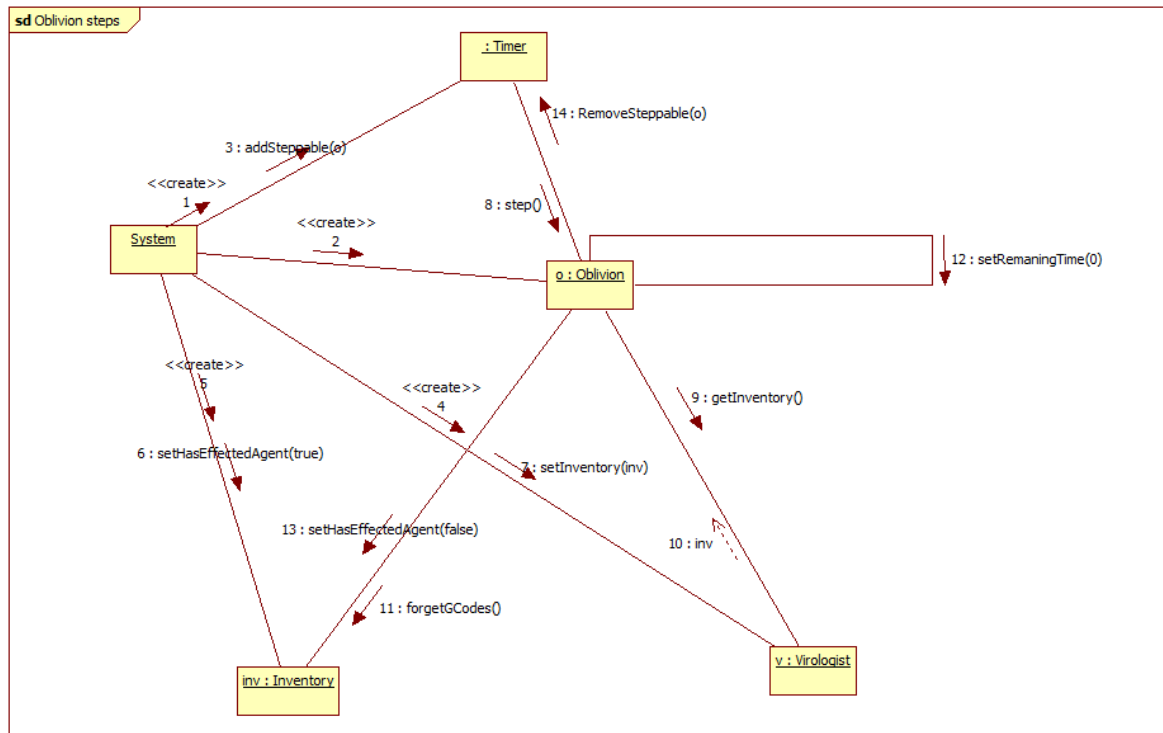 sd Oblivion steps
: Timer
14 : RemoveSteppable(o)
3 : addSteppable(o)
<<create>>
1
8 : step()
<<create>>
2
System
o : Oblivion
12 : setRemaningTime(0)
<<create>>
5
<<create>>
4
9 : getInventory()
6 : setHasEffectedAgent(true)
7 : setInventory(inv)
13 : setHasEffectedAgent(false)
10 : inv
11 : forgetGCodes()
inv : Inventory
v : Virologist